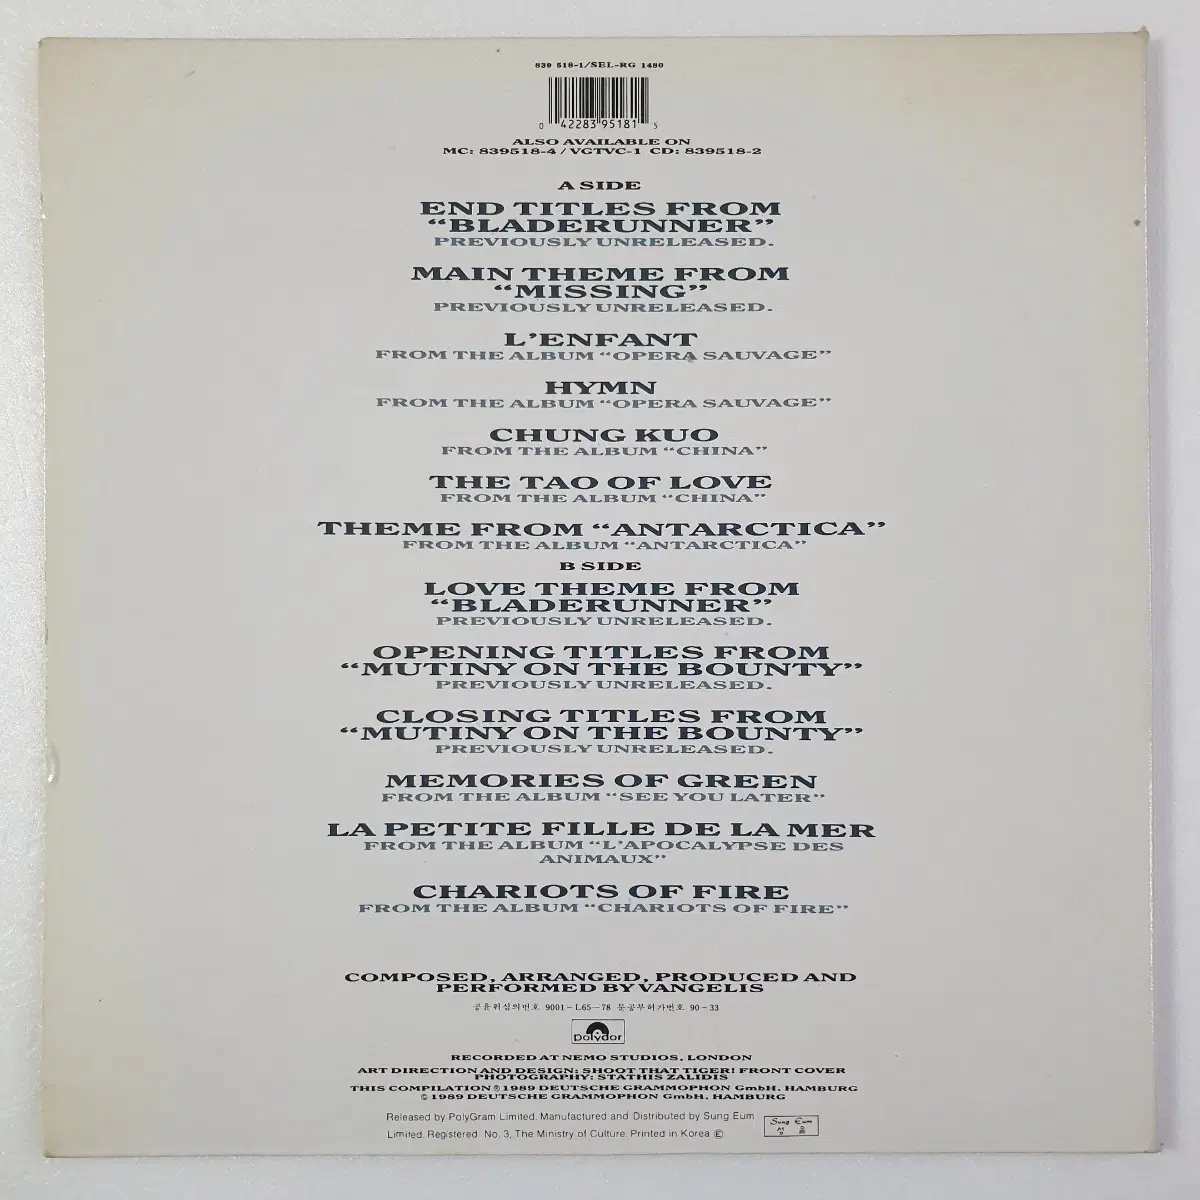 839 518-1/SEL-RG 1480
0 42283 95181 5
ALSO AVAILABLE ON
MC: 839518-4 / VGTVC-1 CD: 839518-2
A SIDE
END TITLES FROM
“BLADERUNNER”
PREVIOUSLY UNRELEASED.
MAIN THEME FROM
“MISSING”
PREVIOUSLY UNRELEASED.
L’ENFANT
FROM THE ALBUM “OPERA SAUVAGE”
HYMN
FROM THE ALBUM “OPERA SAUVAGE”
CHUNG KUO
FROM THE ALBUM “CHINA”
THE TAO OF LOVE
FROM THE ALBUM “CHINA”
THEME FROM “ANTARCTICA”
FROM THE ALBUM “ANTARCTICA”
B SIDE
LOVE THEME FROM
“BLADERUNNER”
PREVIOUSLY UNRELEASED.
OPENING TITLES FROM
“MUTINY ON THE BOUNTY”
PREVIOUSLY UNRELEASED.
CLOSING TITLES FROM
“MUTINY ON THE BOUNTY”
PREVIOUSLY UNRELEASED.
MEMORIES OF GREEN
FROM THE ALBUM “SEE YOU LATER”
LA PETITE FILLE DE LA MER
FROM THE ALBUM “L’APOCALYPSE DES
ANIMAUX”
CHARIOTS OF FIRE
FROM THE ALBUM “CHARIOTS OF FIRE”
COMPOSED, ARRANGED, PRODUCED AND
PERFORMED BY VANGELIS
공윤위심의번호 9001-L65-78 문공부허가번호 90-33
polydor
RECORDED AT NEMO STUDIOS, LONDON
ART DIRECTION AND DESIGN: SHOOT THAT TIGER! FRONT COVER
PHOTOGRAPHY: STATHIS ZALIDIS
THIS COMPILATION ℗ 1989 DEUTSCHE GRAMMOPHON GmbH. HAMBURG
© 1989 DEUTSCHE GRAMMOPHON GmbH. HAMBURG
Released by PolyGram Limited. Manufactured and Distributed by Sung Eum
Limited. Registered No. 3, The Ministry of Culture. Printed in Korea Ⓔ
Sung Eum
성 음